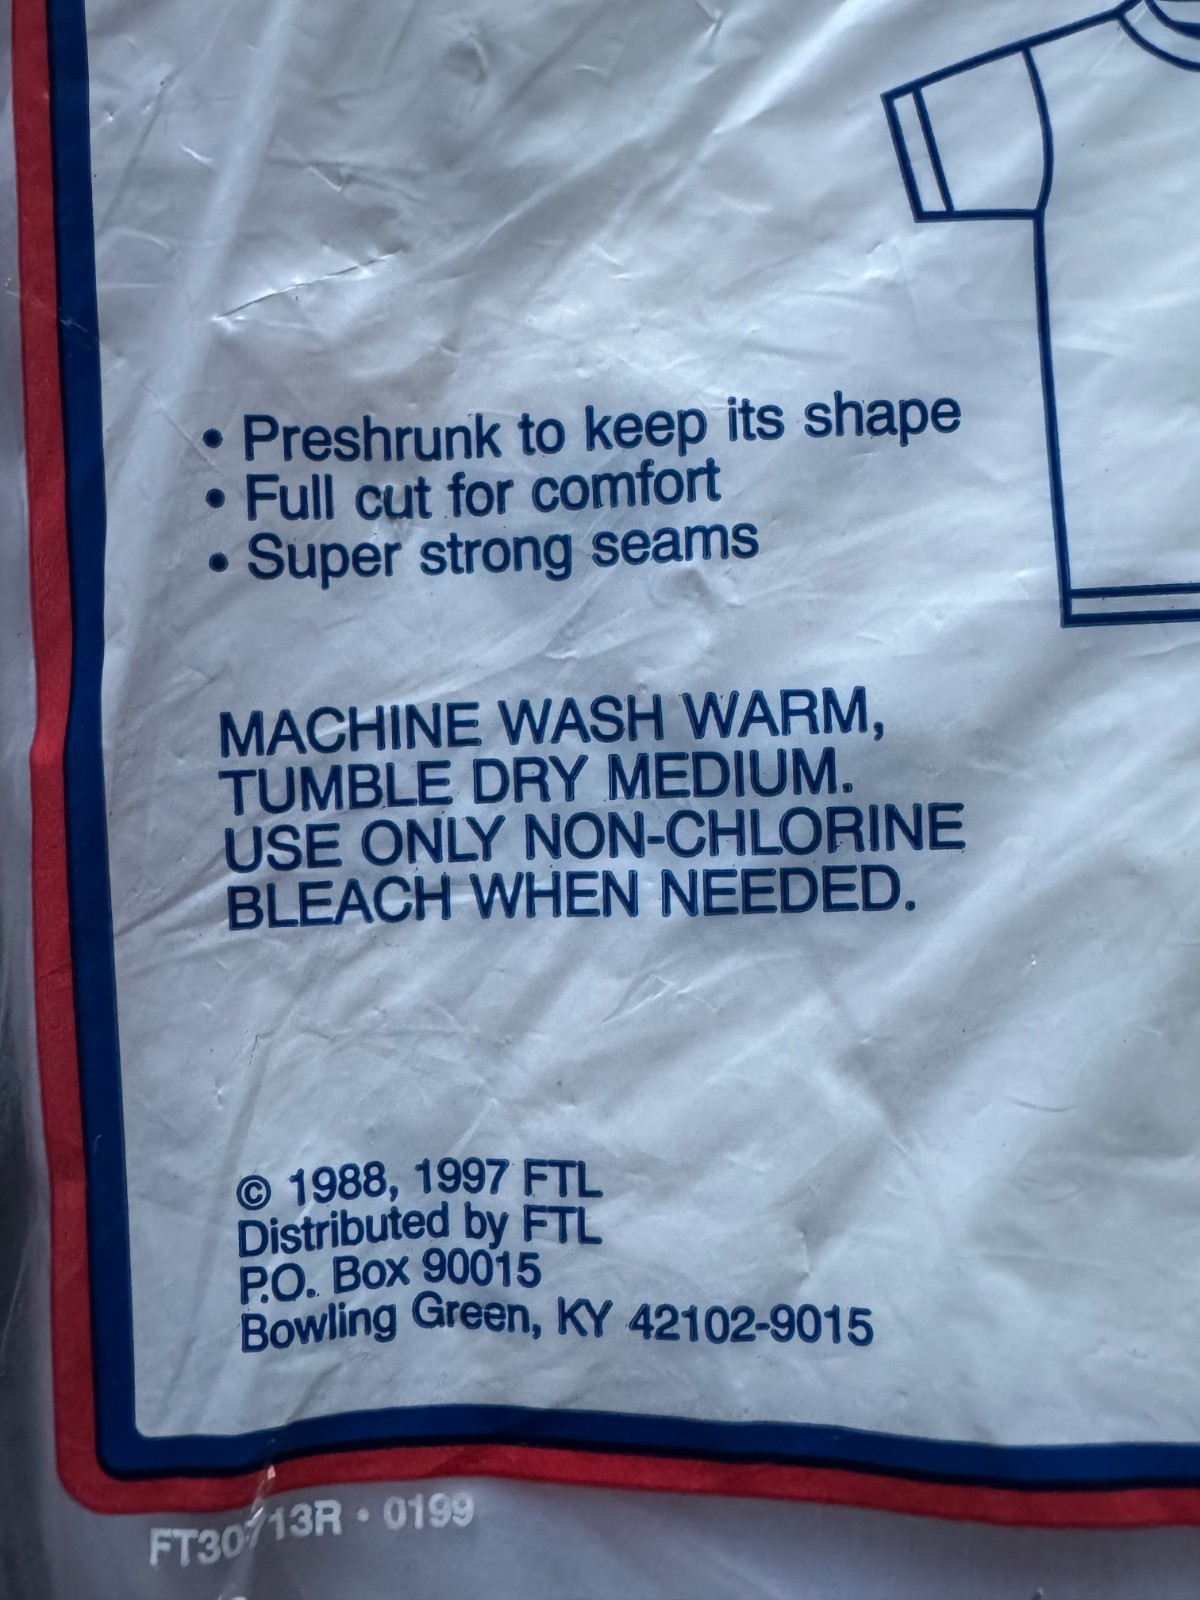 • Preshrunk to keep its shape
• Full cut for comfort
• Super strong seams
MACHINE WASH WARM,
TUMBLE DRY MEDIUM.
USE ONLY NON-CHLORINE
BLEACH WHEN NEEDED.
© 1988, 1997 FTL
Distributed by FTL
P.O. Box 90015
Bowling Green, KY 42102-9015
FT30713R • 0199